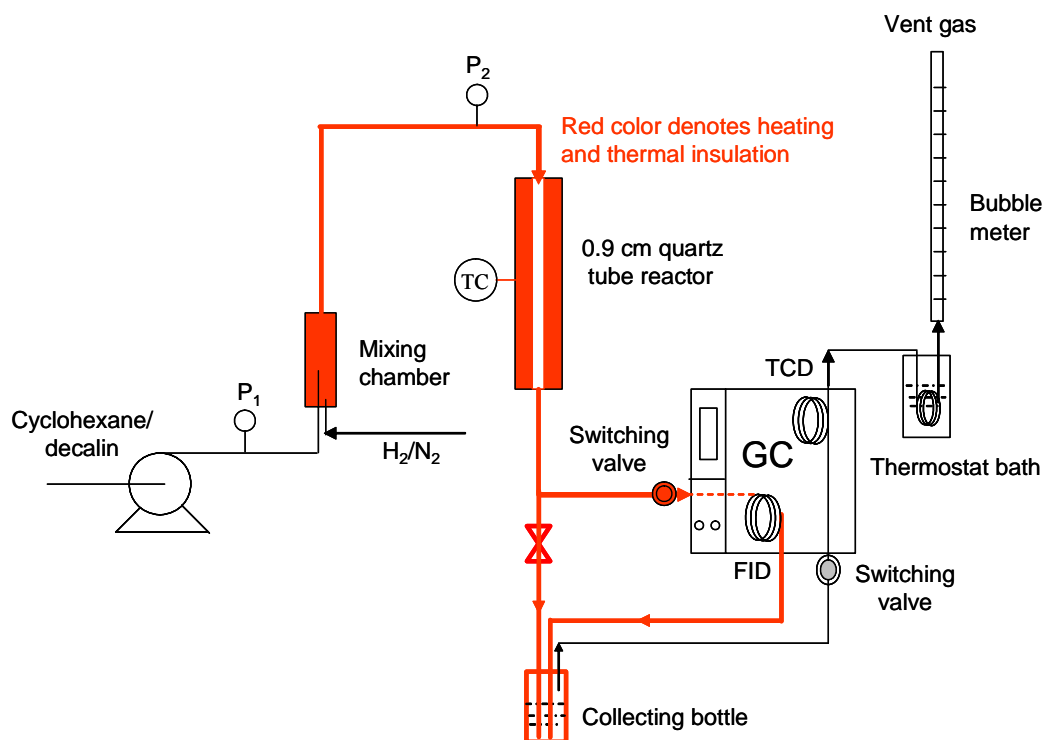 Vent gas
P2
Red color denotes heating
and thermal insulation
Bubble
meter
0.9 cm quartz
tube reactor
TC
Mixing
chamber
TCD
P1
Cyclohexane/
decalin
H2/N2
Switching
valve
GC
Thermostat bath
FID
Switching
valve
Collecting bottle